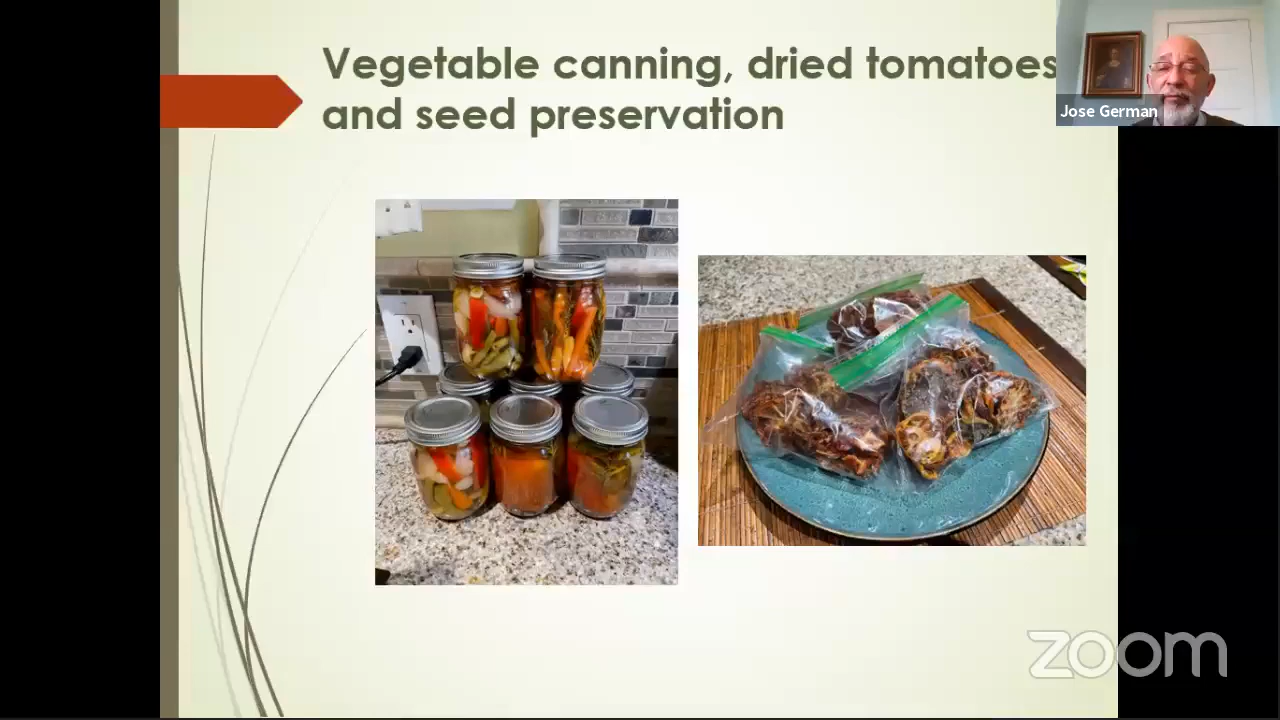 Vegetable canning, dried tomatoes
and seed preservation
Jose German
zoom